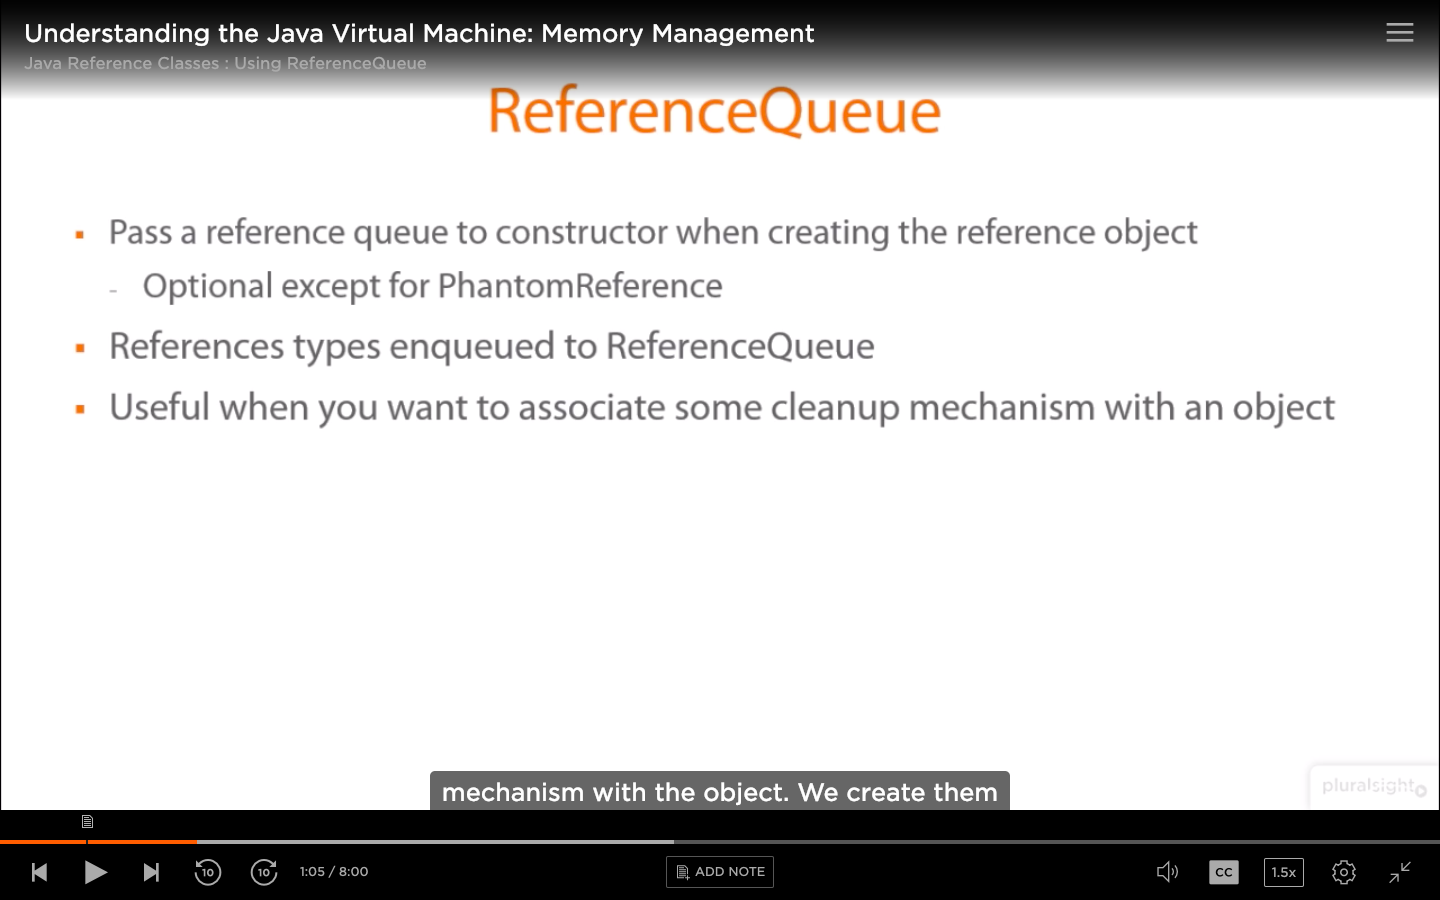 Understanding the Java Virtual Machine: Memory Management
Java Reference Classes : Using ReferenceQueue
ReferenceQueue
▪ Pass a reference queue to constructor when creating the reference object
- Optional except for PhantomReference
▪ References types enqueued to ReferenceQueue
▪ Useful when you want to associate some cleanup mechanism with an object
mechanism with the object. We create them
pluralsight
10
10
1:05 / 8:00
ADD NOTE
CC
1.5x